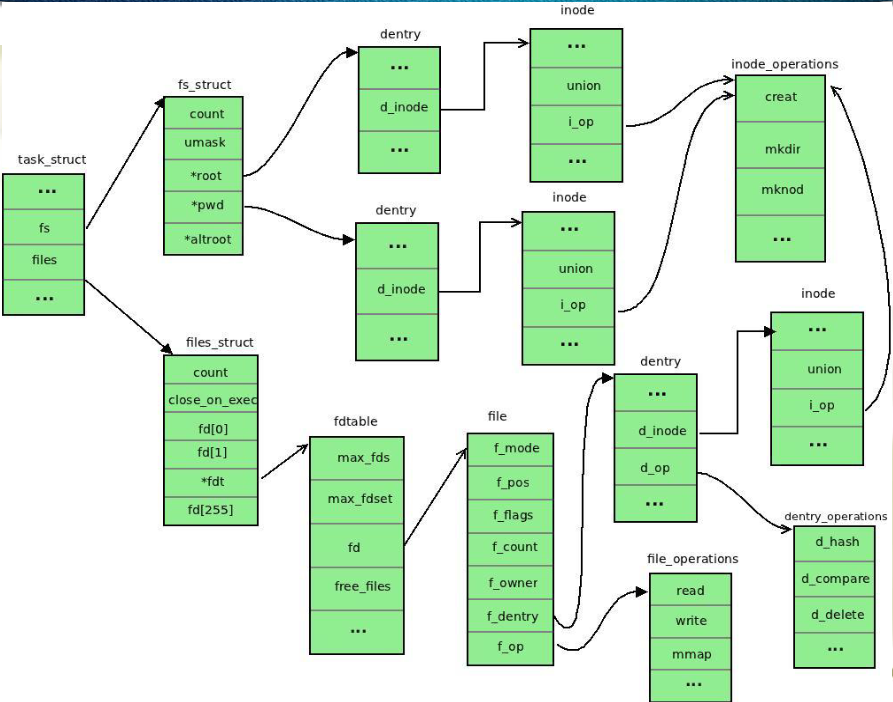 task_struct
...
fs
files
...
fs_struct
count
umask
*root
*pwd
*altroot
dentry
...
d_inode
...
inode
...
union
i_op
...
inode_operations
creat
mkdir
mknod
...
dentry
...
d_inode
...
inode
...
union
i_op
...
files_struct
count
close_on_exec
fd[0]
fd[1]
*fdt
fd[255]
fdtable
max_fds
max_fdset
fd
free_files
...
file
f_mode
f_pos
f_flags
f_count
f_owner
f_dentry
f_op
dentry
...
d_inode
d_op
...
inode
...
union
i_op
...
file_operations
read
write
mmap
...
dentry_operations
d_hash
d_compare
d_delete
...